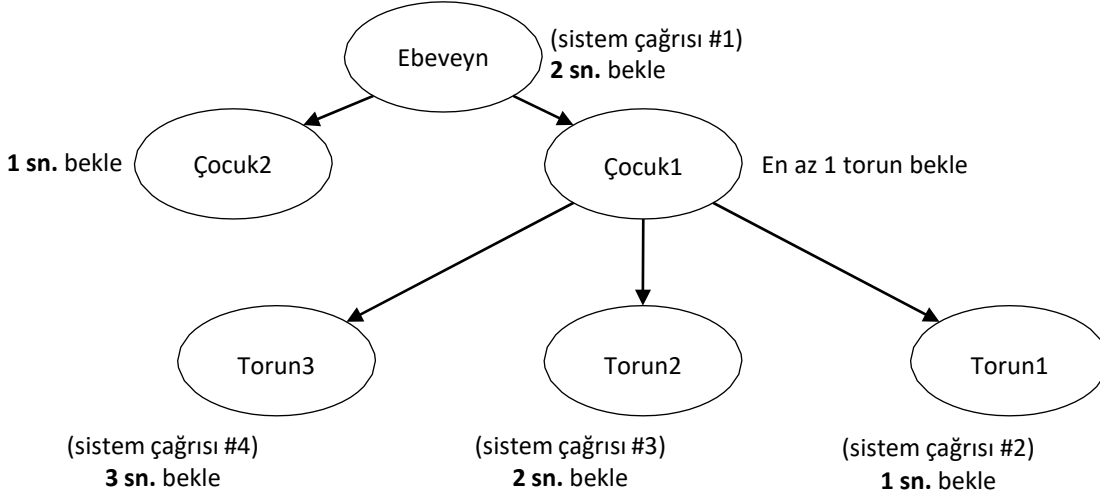 Ebeveyn
(sistem çağrısı #1)
2 sn. bekle
1 sn. bekle
Çocuk2
Çocuk1
En az 1 torun bekle
Torun3
Torun2
Torun1
(sistem çağrısı #4)
3 sn. bekle
(sistem çağrısı #3)
2 sn. bekle
(sistem çağrısı #2)
1 sn. bekle